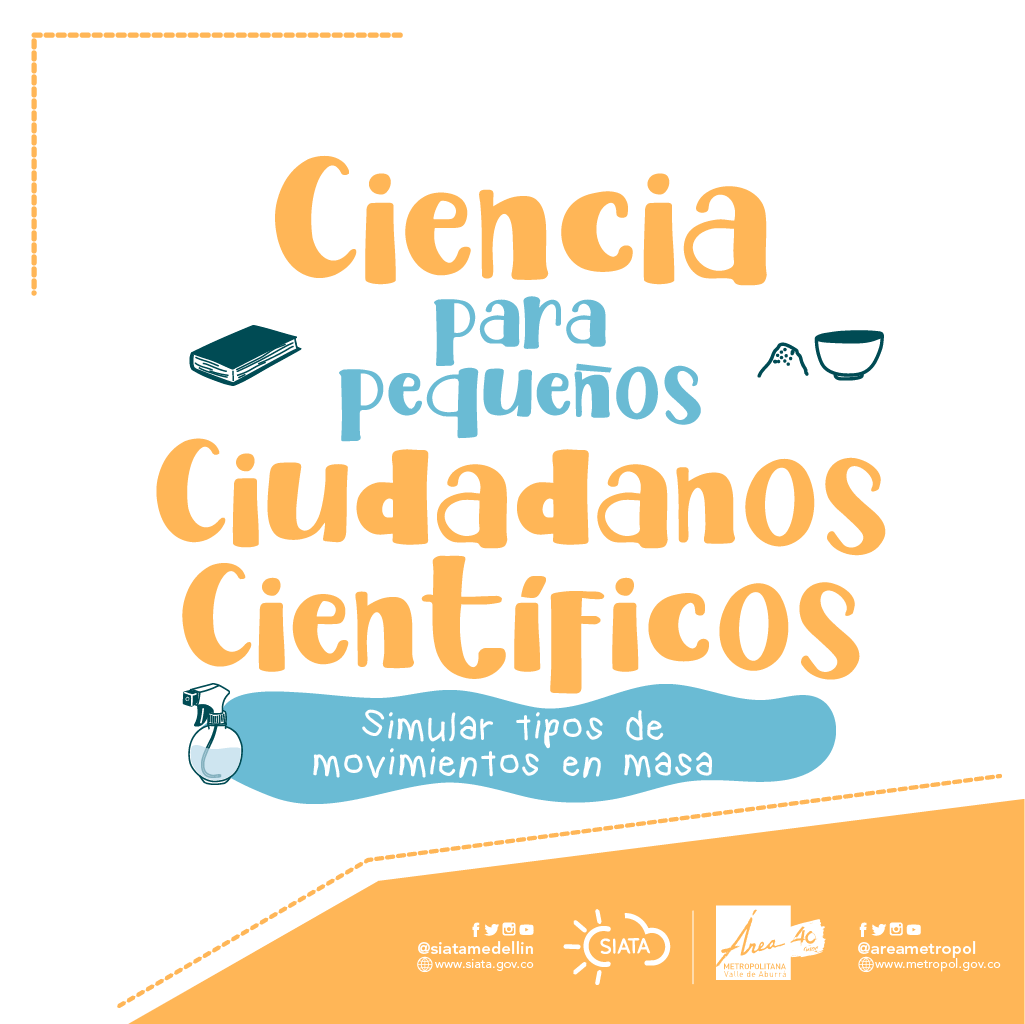 Ciencia
para
pequeños
Ciudadanos
Científicos
Simular tipos de
movimientos en masa
@siatamedellin
www.siata.gov.co
SIATA
Área 40
METROPOLITANA
Valle de Aburrá
@areametropol
www.metropol.gov.co